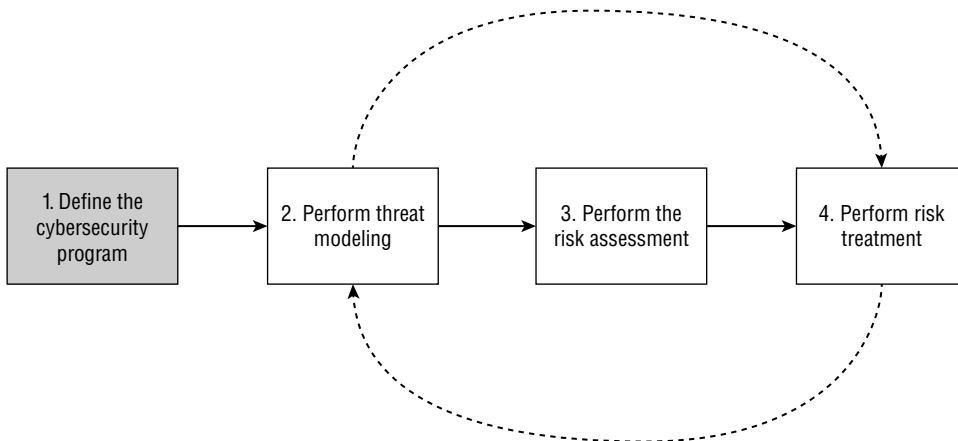 1. Define the
cybersecurity
program
2. Perform threat
modeling
3. Perform the
risk assessment
4. Perform risk
treatment